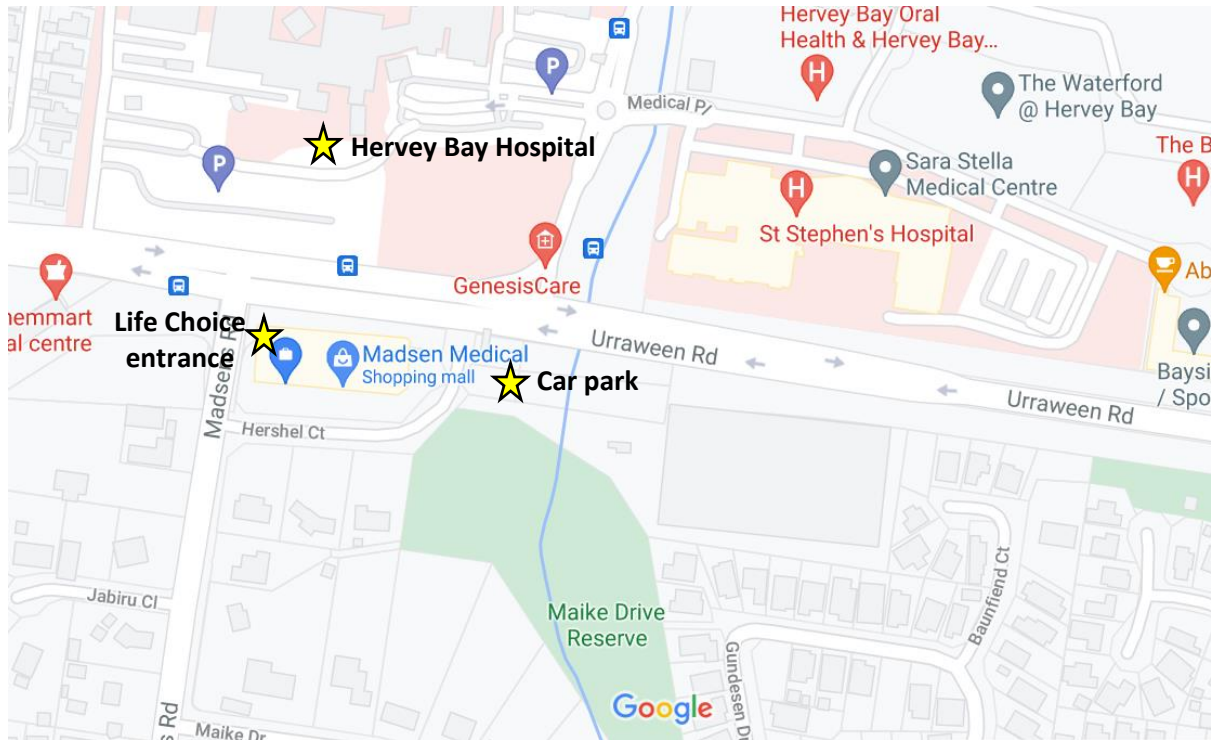 Hervey Bay Oral
Health & Hervey Bay...
P
H
The Waterford
@ Hervey Bay
Medical Pl
The B
H
Hervey Bay Hospital
P
Sara Stella
Medical Centre
H
St Stephen's Hospital
GenesisCare
Ab
hemmart
al centre
Life Choice
entrance
Madsens Rd
Madsen Medical
Shopping mall
Car park
Urraween Rd
Urraween Rd
Baysi
/ Spo
Hershel Ct
Jabiru Cl
Baunfiend Ct
Maike Drive
Reserve
Gundesen Dr
Google
s Rd
Maike Dr